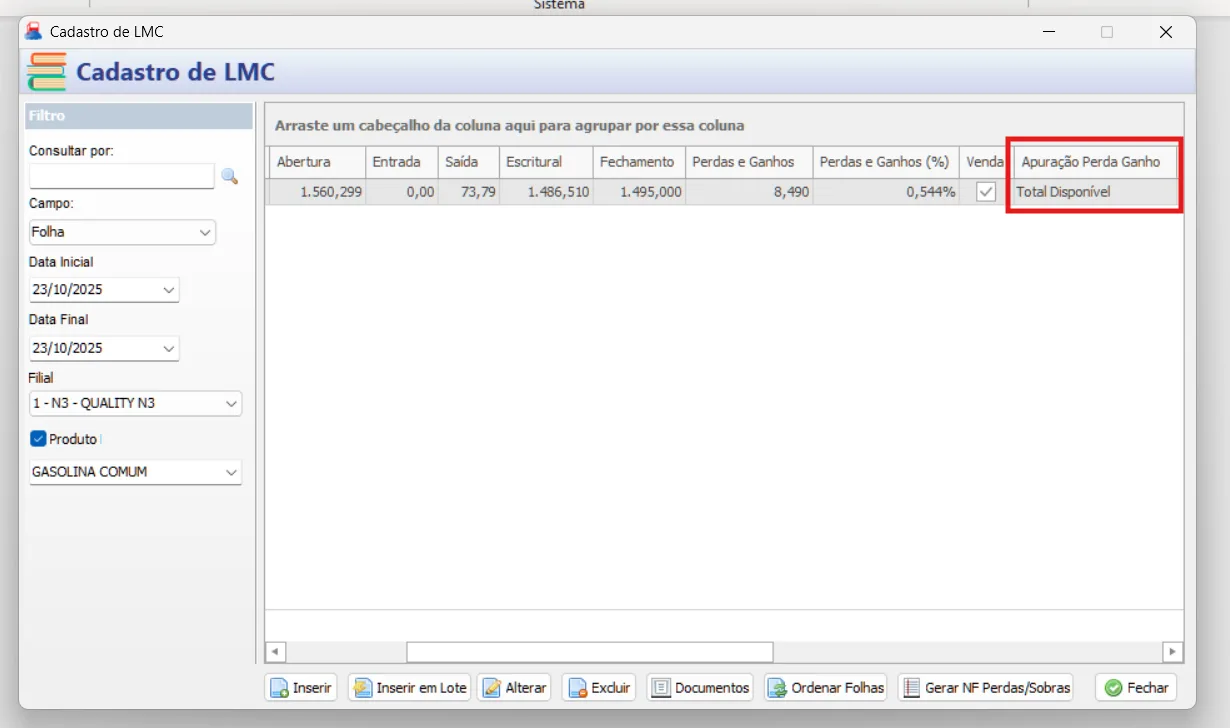 Sistema
Cadastro de LMC
Cadastro de LMC
Filtro
Consultar por:
Campo:
Folha
Data Inicial
23/10/2025
Data Final
23/10/2025
Filial
1 - N3 - QUALITY N3
Produto
GASOLINA COMUM
Arraste um cabeçalho da coluna aqui para agrupar por essa coluna
Abertura Entrada Saída Escritural Fechamento Perdas e Ganhos Perdas e Ganhos (%) Venda Apuração Perda Ganho
1.560,299 0,00 73,79 1.486,510 1.495,000 8,490 0,544% Total Disponível
Inserir Inserir em Lote Alterar Excluir Documentos Ordenar Folhas Gerar NF Perdas/Sobras Fechar